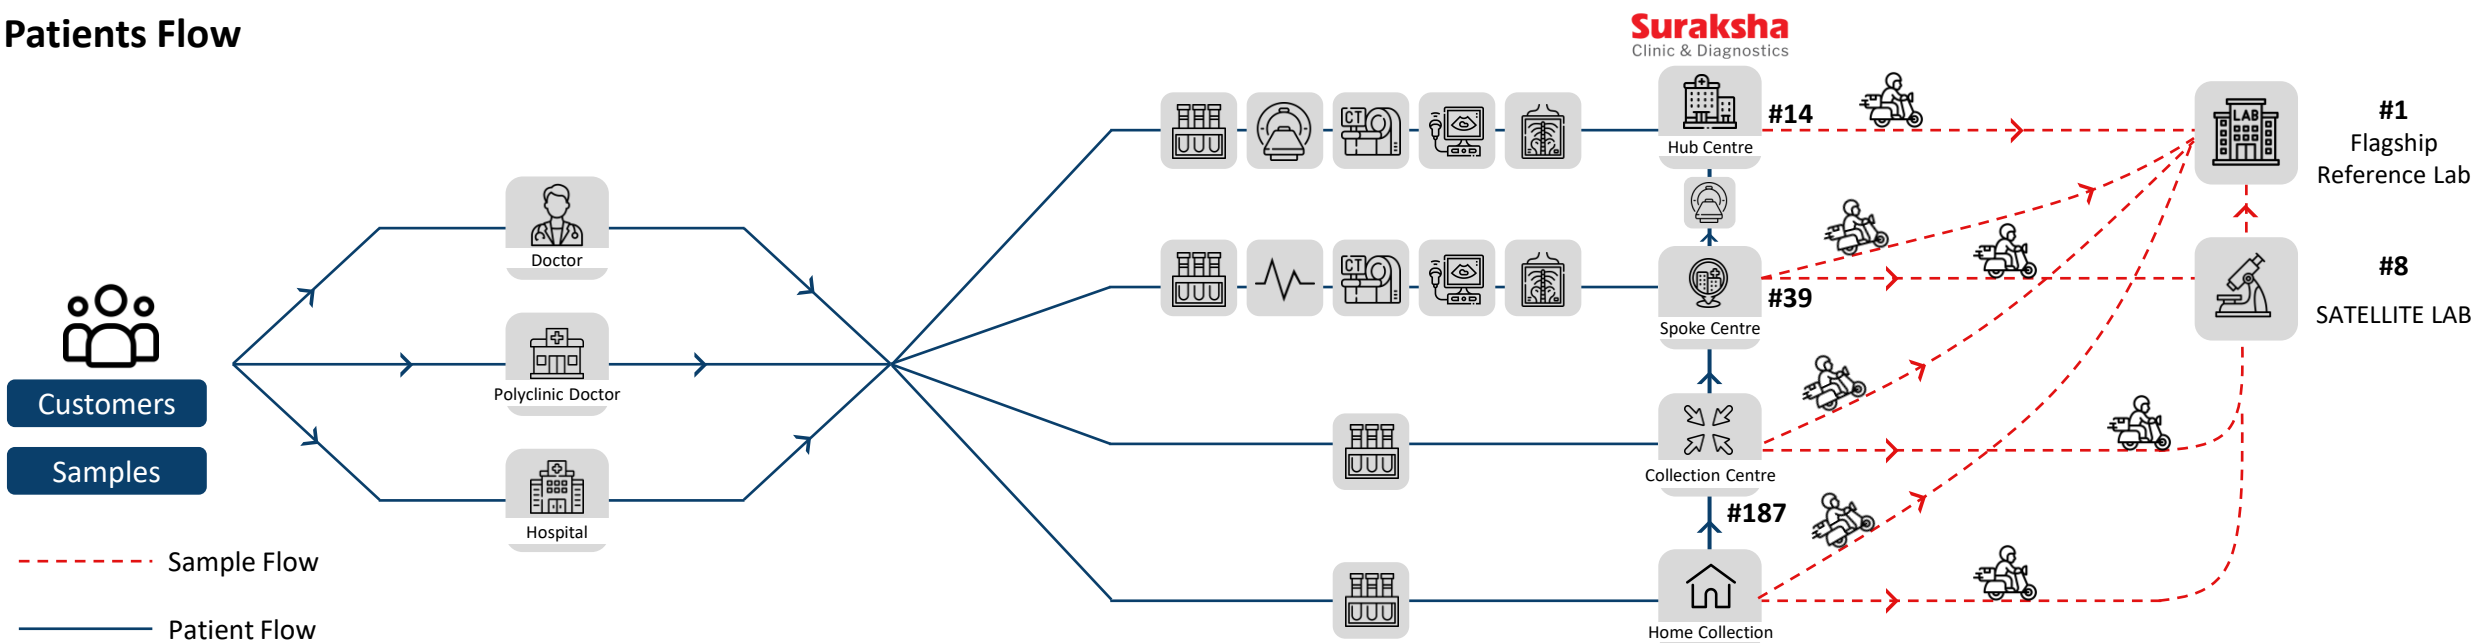 Patients Flow
Suraksha
Clinic & Diagnostics
CT
#14
Hub Centre
LAB
#1
Flagship
Reference Lab
Doctor
CT
#39
Spoke Centre
#8
SATELLITE LAB
Polyclinic Doctor
Customers
Samples
Collection Centre
#187
Hospital
Sample Flow
Patient Flow
Home Collection